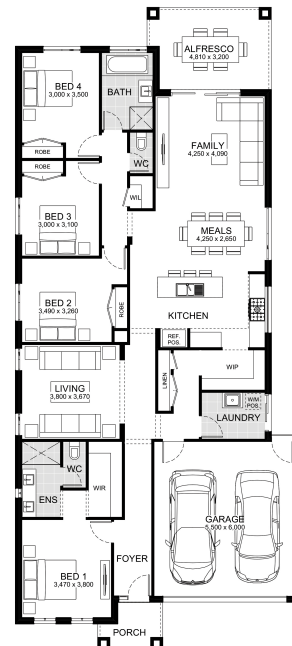 ALFRESCO
4,810 x 3,200
BED 4
3,000 x 3,500
BATH
FAMILY
4,250 x 4,090
ROBE
ROBE
WC
WIL
BED 3
3,000 x 3,100
MEALS
4,250 x 2,650
BED 2
3,490 x 3,260
ROBE
KITCHEN
REF.
POS.
LIVING
3,800 x 3,670
LINEN
WIP
W/M
POS.
LAUNDRY
WC
ENS
WIR
GARAGE
5,500 x 6,000
BED 1
3,470 x 3,800
FOYER
PORCH